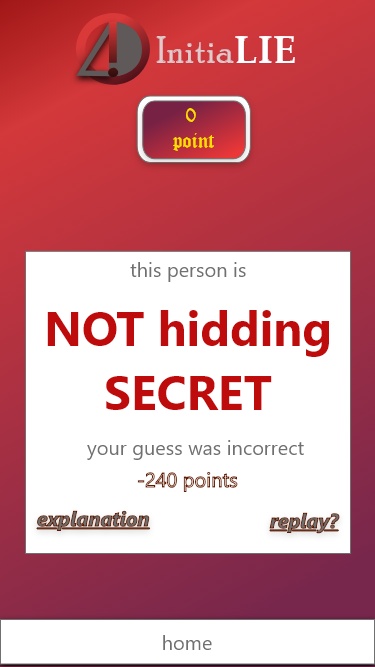 InitiaLIE
0
point
this person is
NOT hidding
SECRET
your guess was incorrect
-240 points
explanation
replay?
home